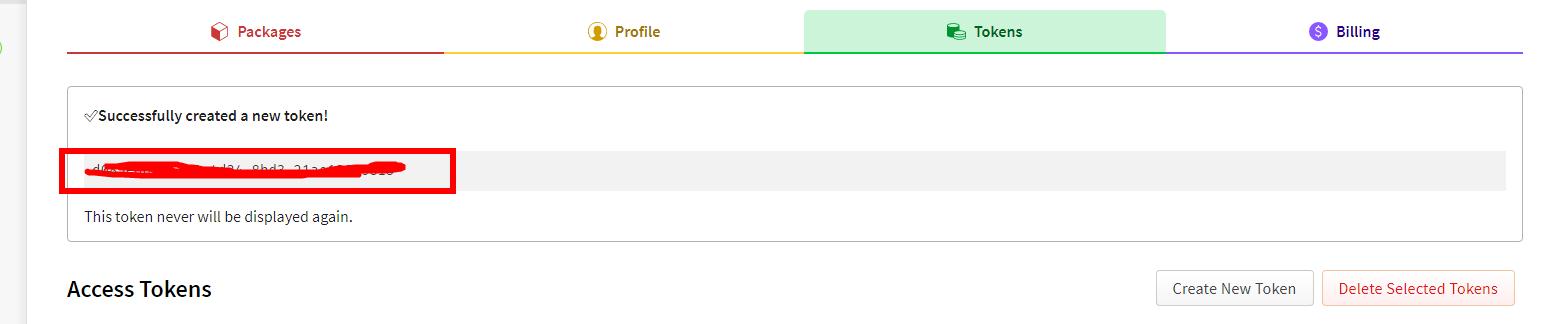 Packages
Profile
Tokens
Billing
Successfully created a new token!
This token never will be displayed again.
Access Tokens
Create New Token
Delete Selected Tokens